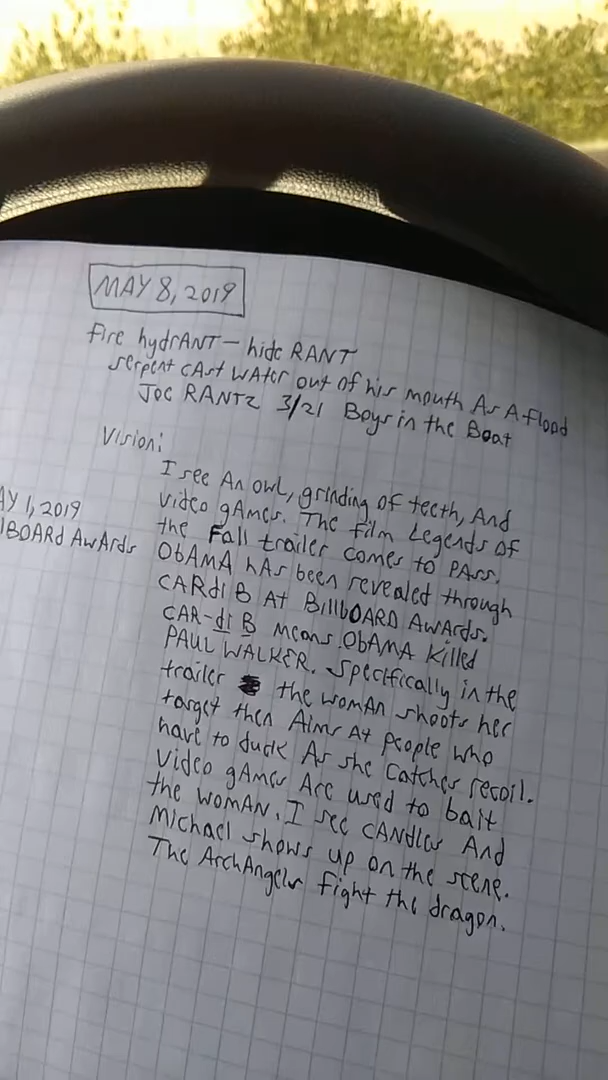 MAY 8, 2019
fire hydrANT – hide RANT
serpent cAst wAter out of his mouth As A flood
Joe RANTZ 3/21 Boys in the Boat
Vision:
I see An owl, grinding of teeth, And
video gAmes. The film Legends of
the Fall trailer comes to pAss.
ObAMA hAs been revealed through
CARdi B At BillBOARD AwArds.
CAR-di B meAns ObAMA killed
PAUL WALKER. Specifically in the
trailer the womAn shoots her
target then Aims At people who
have to duck As she catches recoil.
Video gAmes Are used to bait
the womAn. I see cANdles And
Michael shows up on the scene.
The ArchAngels fight the dragon.
AY 1, 2019
lBOARd AwArds